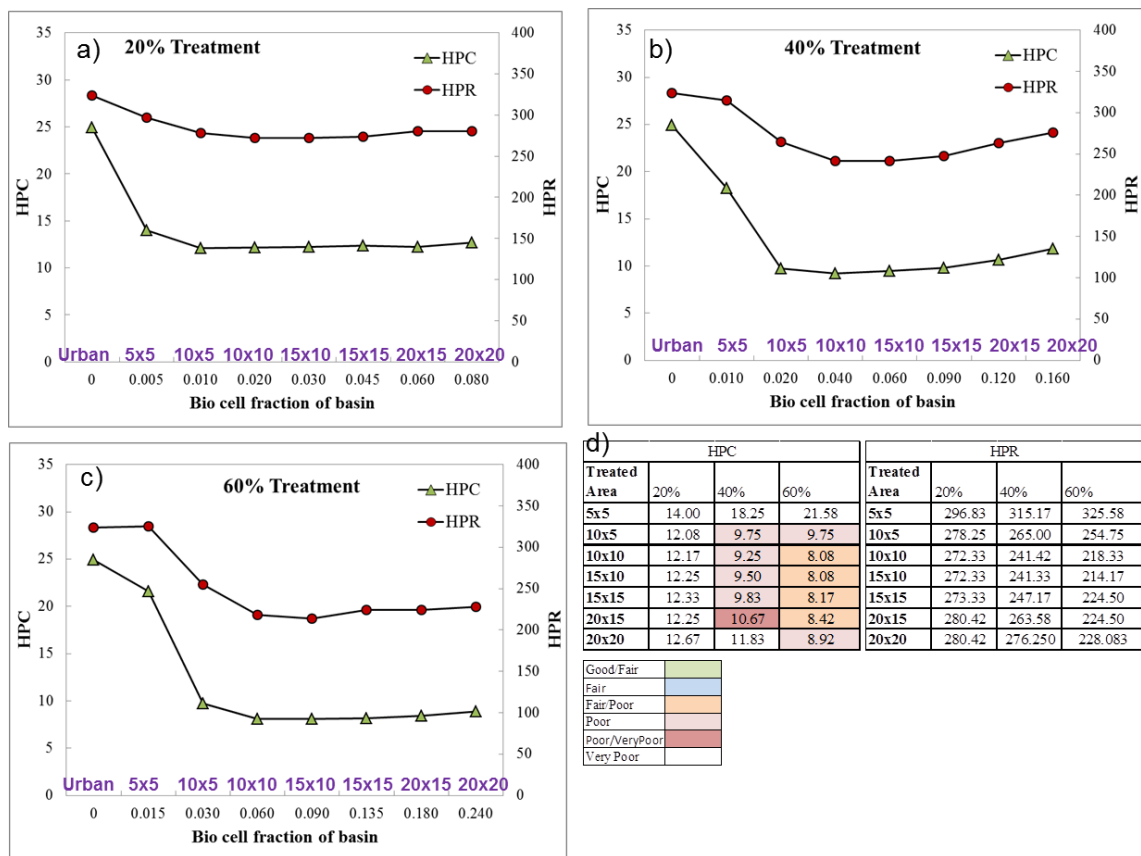 a)
20% Treatment
HPC
HPR
35
30
25
20
15
10
5
0
400
350
300
250
200
150
100
50
0
HPC
HPR
Urban 5x5 10x5 10x10 15x10 15x15 20x15 20x20
0 0.005 0.010 0.020 0.030 0.045 0.060 0.080
Bio cell fraction of basin
b)
40% Treatment
HPC
HPR
35
30
25
20
15
10
5
0
400
350
300
250
200
150
100
50
0
HPC
HPR
Urban 5x5 10x5 10x10 15x10 15x15 20x15 20x20
0 0.010 0.020 0.040 0.060 0.090 0.120 0.160
Bio cell fraction of basin
c)
60% Treatment
HPC
HPR
35
30
25
20
15
10
5
0
400
350
300
250
200
150
100
50
0
HPC
HPR
Urban 5x5 10x5 10x10 15x10 15x15 20x15 20x20
0 0.015 0.030 0.060 0.090 0.135 0.180 0.240
Bio cell fraction of basin
d)
HPC
Treated
Area 20% 40% 60%
5x5 14.00 18.25 21.58
10x5 12.08 9.75 9.75
10x10 12.17 9.25 8.08
15x10 12.25 9.50 8.08
15x15 12.33 9.83 8.17
20x15 12.25 10.67 8.42
20x20 12.67 11.83 8.92
HPR
Treated
Area 20% 40% 60%
5x5 296.83 315.17 325.58
10x5 278.25 265.00 254.75
10x10 272.33 241.42 218.33
15x10 272.33 241.33 214.17
15x15 273.33 247.17 224.50
20x15 280.42 263.58 224.50
20x20 280.42 276.250 228.083
Good/Fair
Fair
Fair/Poor
Poor
Poor/VeryPoor
Very Poor